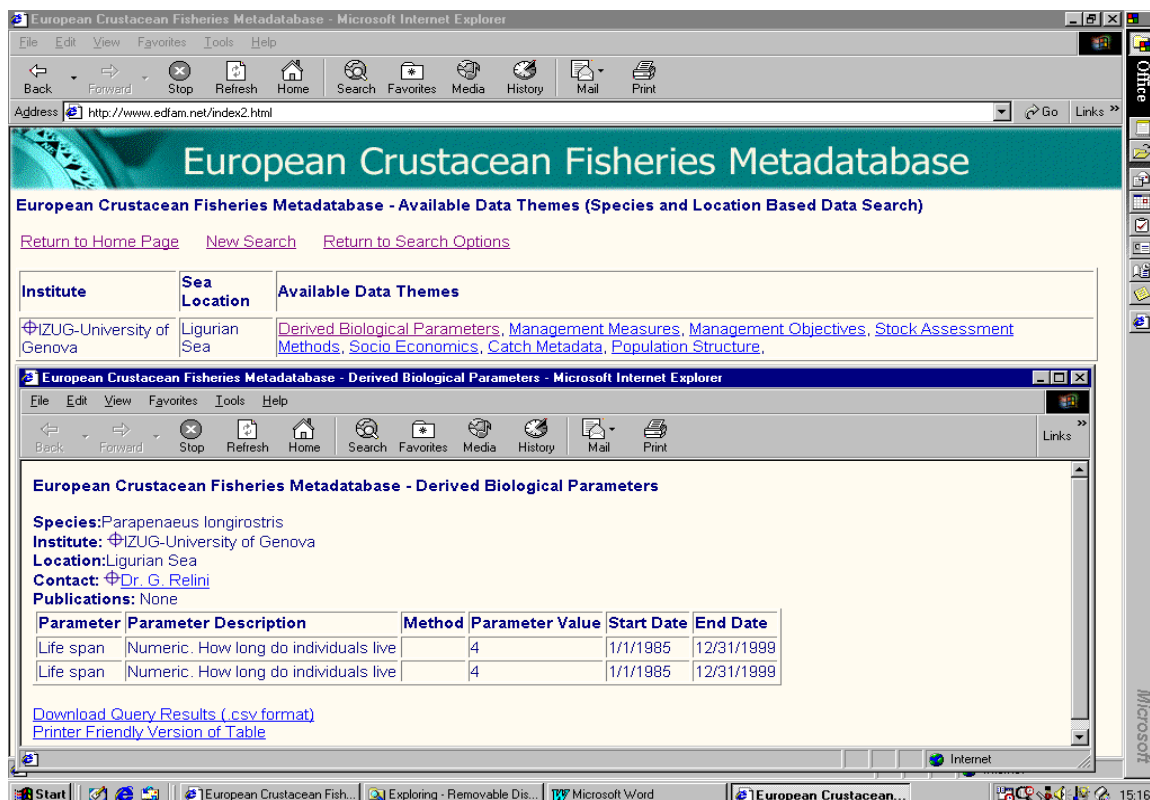 European Crustacean Fisheries Metadatabase - Microsoft Internet Explorer
File Edit View Favorites Tools Help
Back Forward Stop Refresh Home Search Favorites Media History Mail Print
Address http://www.edfam.net/index2.html Go Links »
European Crustacean Fisheries Metadatabase
European Crustacean Fisheries Metadatabase - Available Data Themes (Species and Location Based Data Search)
Return to Home Page New Search Return to Search Options
Institute Sea Location Available Data Themes
IZUG-University of Genova Ligurian Sea Derived Biological Parameters, Management Measures, Management Objectives, Stock Assessment
Methods, Socio Economics, Catch Metadata, Population Structure,
European Crustacean Fisheries Metadatabase - Derived Biological Parameters - Microsoft Internet Explorer
File Edit View Favorites Tools Help
Back Forward Stop Refresh Home Search Favorites Media History Mail Print Links »
European Crustacean Fisheries Metadatabase - Derived Biological Parameters
Species:Parapenaeus longirostris
Institute: IZUG-University of Genova
Location:Ligurian Sea
Contact: Dr. G. Relini
Publications: None
Parameter Parameter Description Method Parameter Value Start Date End Date
Life span Numeric. How long do individuals live 4 1/1/1985 12/31/1999
Life span Numeric. How long do individuals live 4 1/1/1985 12/31/1999
Download Query Results (.csv format)
Printer Friendly Version of Table
Internet
Office
Microsoft
Start European Crustacean Fish... Exploring - Removable Dis... Microsoft Word European Crustacean... 15:16